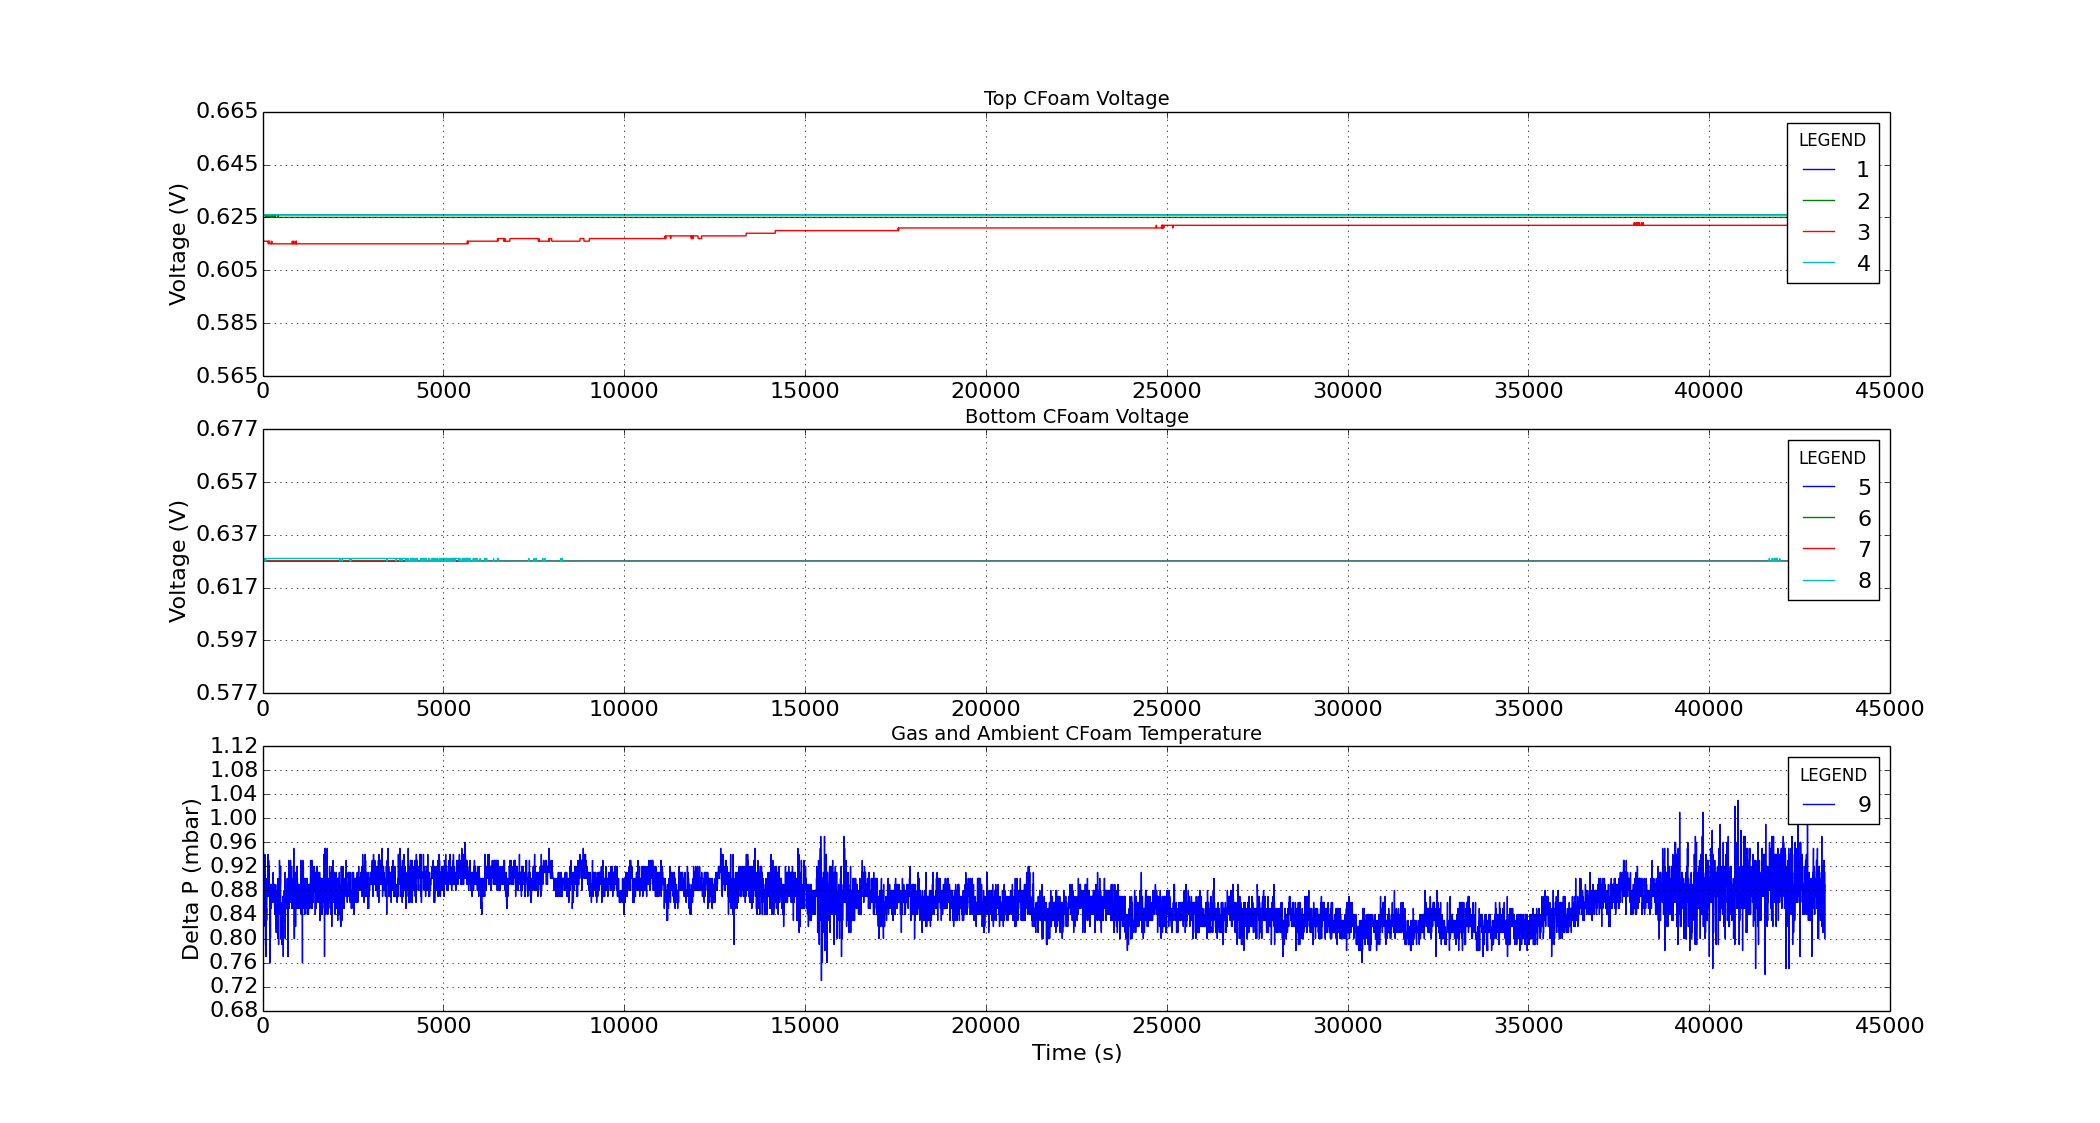 Top CFoam Voltage
0.665
0.645
0.625
0.605
0.585
0.565
Voltage (V)
LEGEND
1
2
3
4
0 5000 10000 15000 20000 25000 30000 35000 40000 45000
Bottom CFoam Voltage
0.677
0.657
0.637
0.617
0.597
0.577
Voltage (V)
LEGEND
5
6
7
8
0 5000 10000 15000 20000 25000 30000 35000 40000 45000
Gas and Ambient CFoam Temperature
1.12
1.08
1.04
1.00
0.96
0.92
0.88
0.84
0.80
0.76
0.72
0.68
Delta P (mbar)
LEGEND
9
0 5000 10000 15000 20000 25000 30000 35000 40000 45000
Time (s)